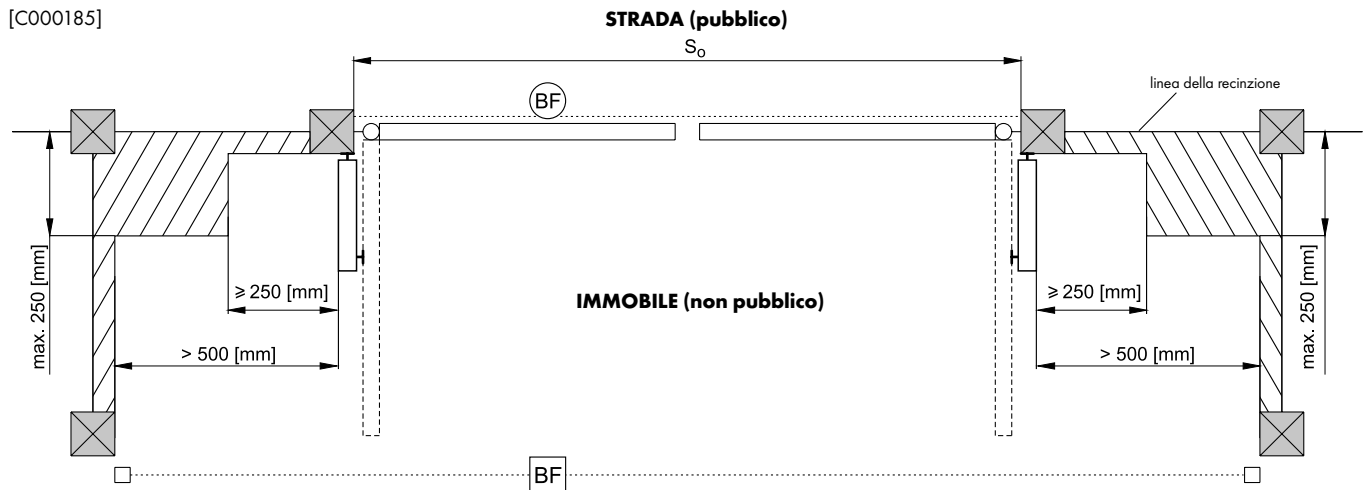 [C000185]
STRADA (pubblico)
So
BF
linea della recinzione
max. 250 [mm]
≥ 250 [mm]
IMMOBILE (non pubblico)
≥ 250 [mm]
max. 250 [mm]
> 500 [mm]
> 500 [mm]
BF